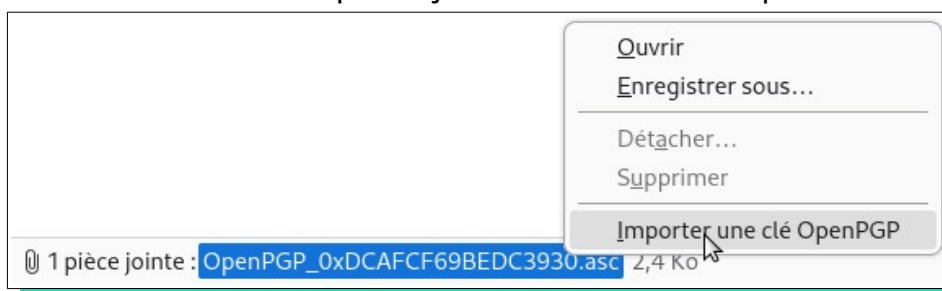 Ouvrir
Enregistrer sous…
Détacher…
Supprimer
Importer une clé OpenPGP
1 pièce jointe : OpenPGP_0xDCAFCF69BEDC3930.asc 2,4 Ko